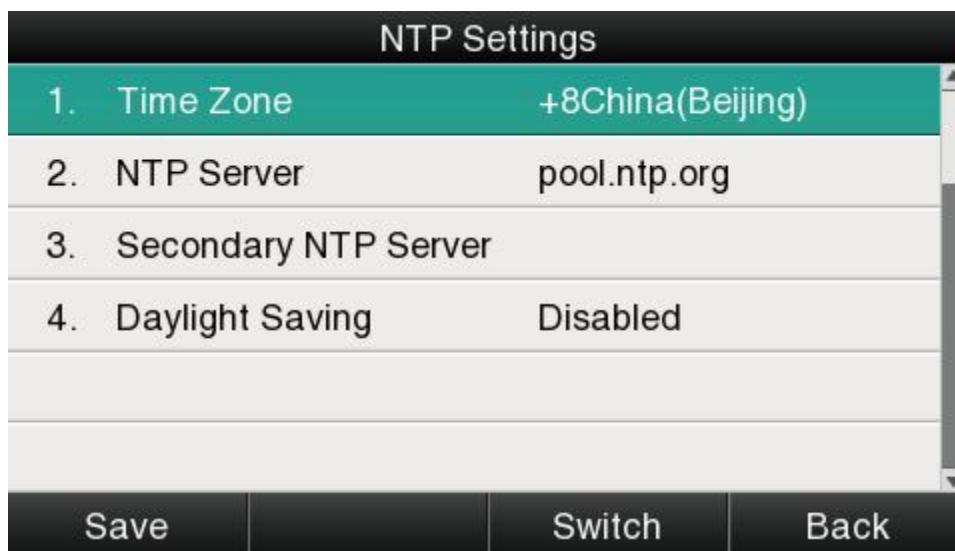 NTP Settings
1. Time Zone +8China(Beijing)
2. NTP Server pool.ntp.org
3. Secondary NTP Server
4. Daylight Saving Disabled
Save Switch Back